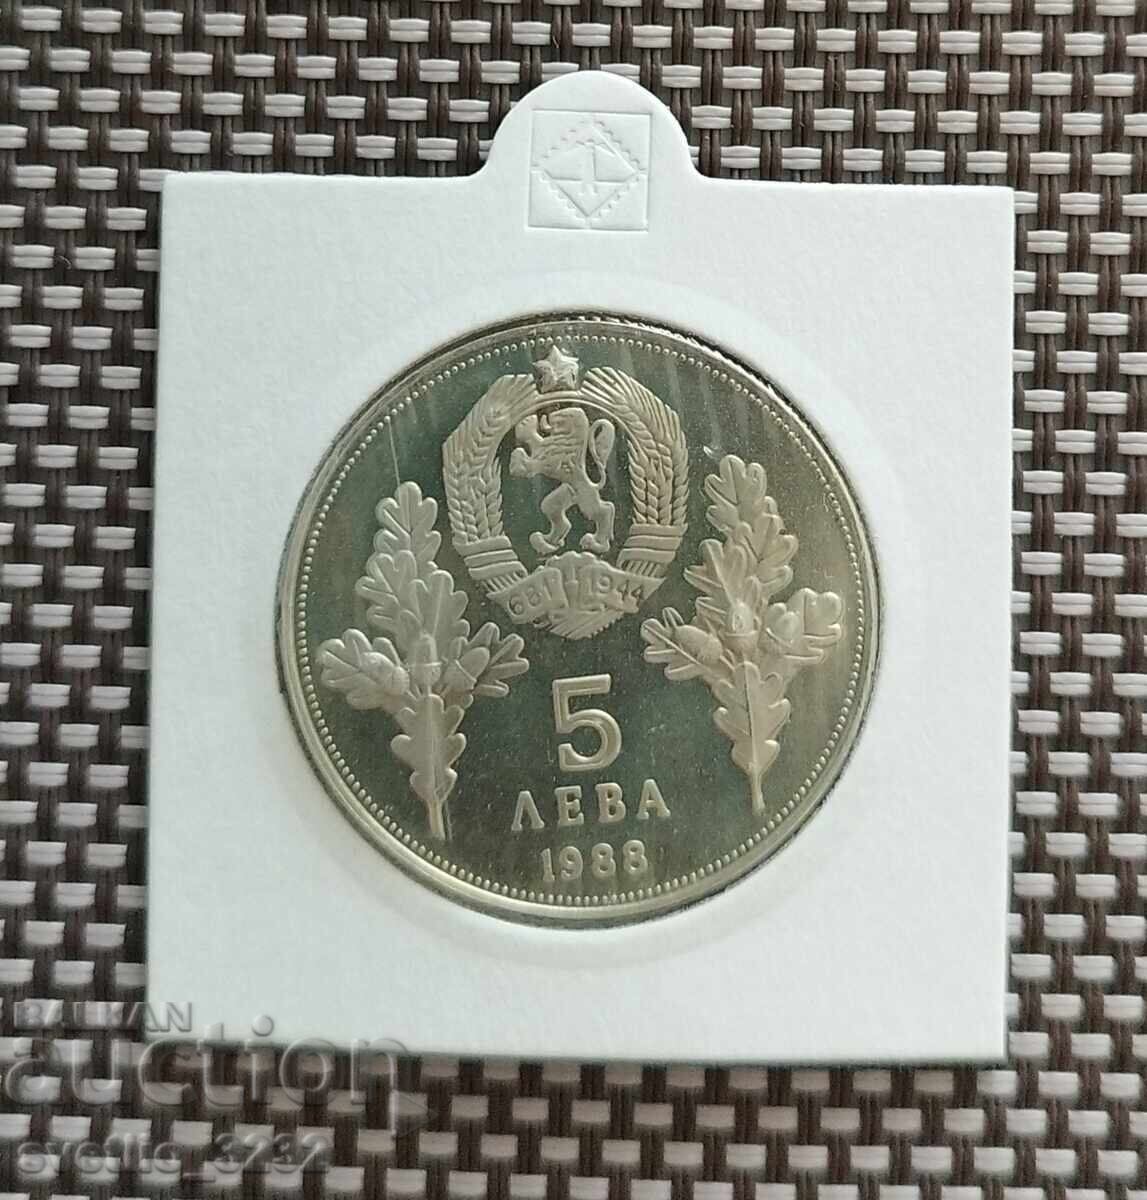 681 1944
5
ЛЕВА
1988
BALKAN
auction
svetlio_3232